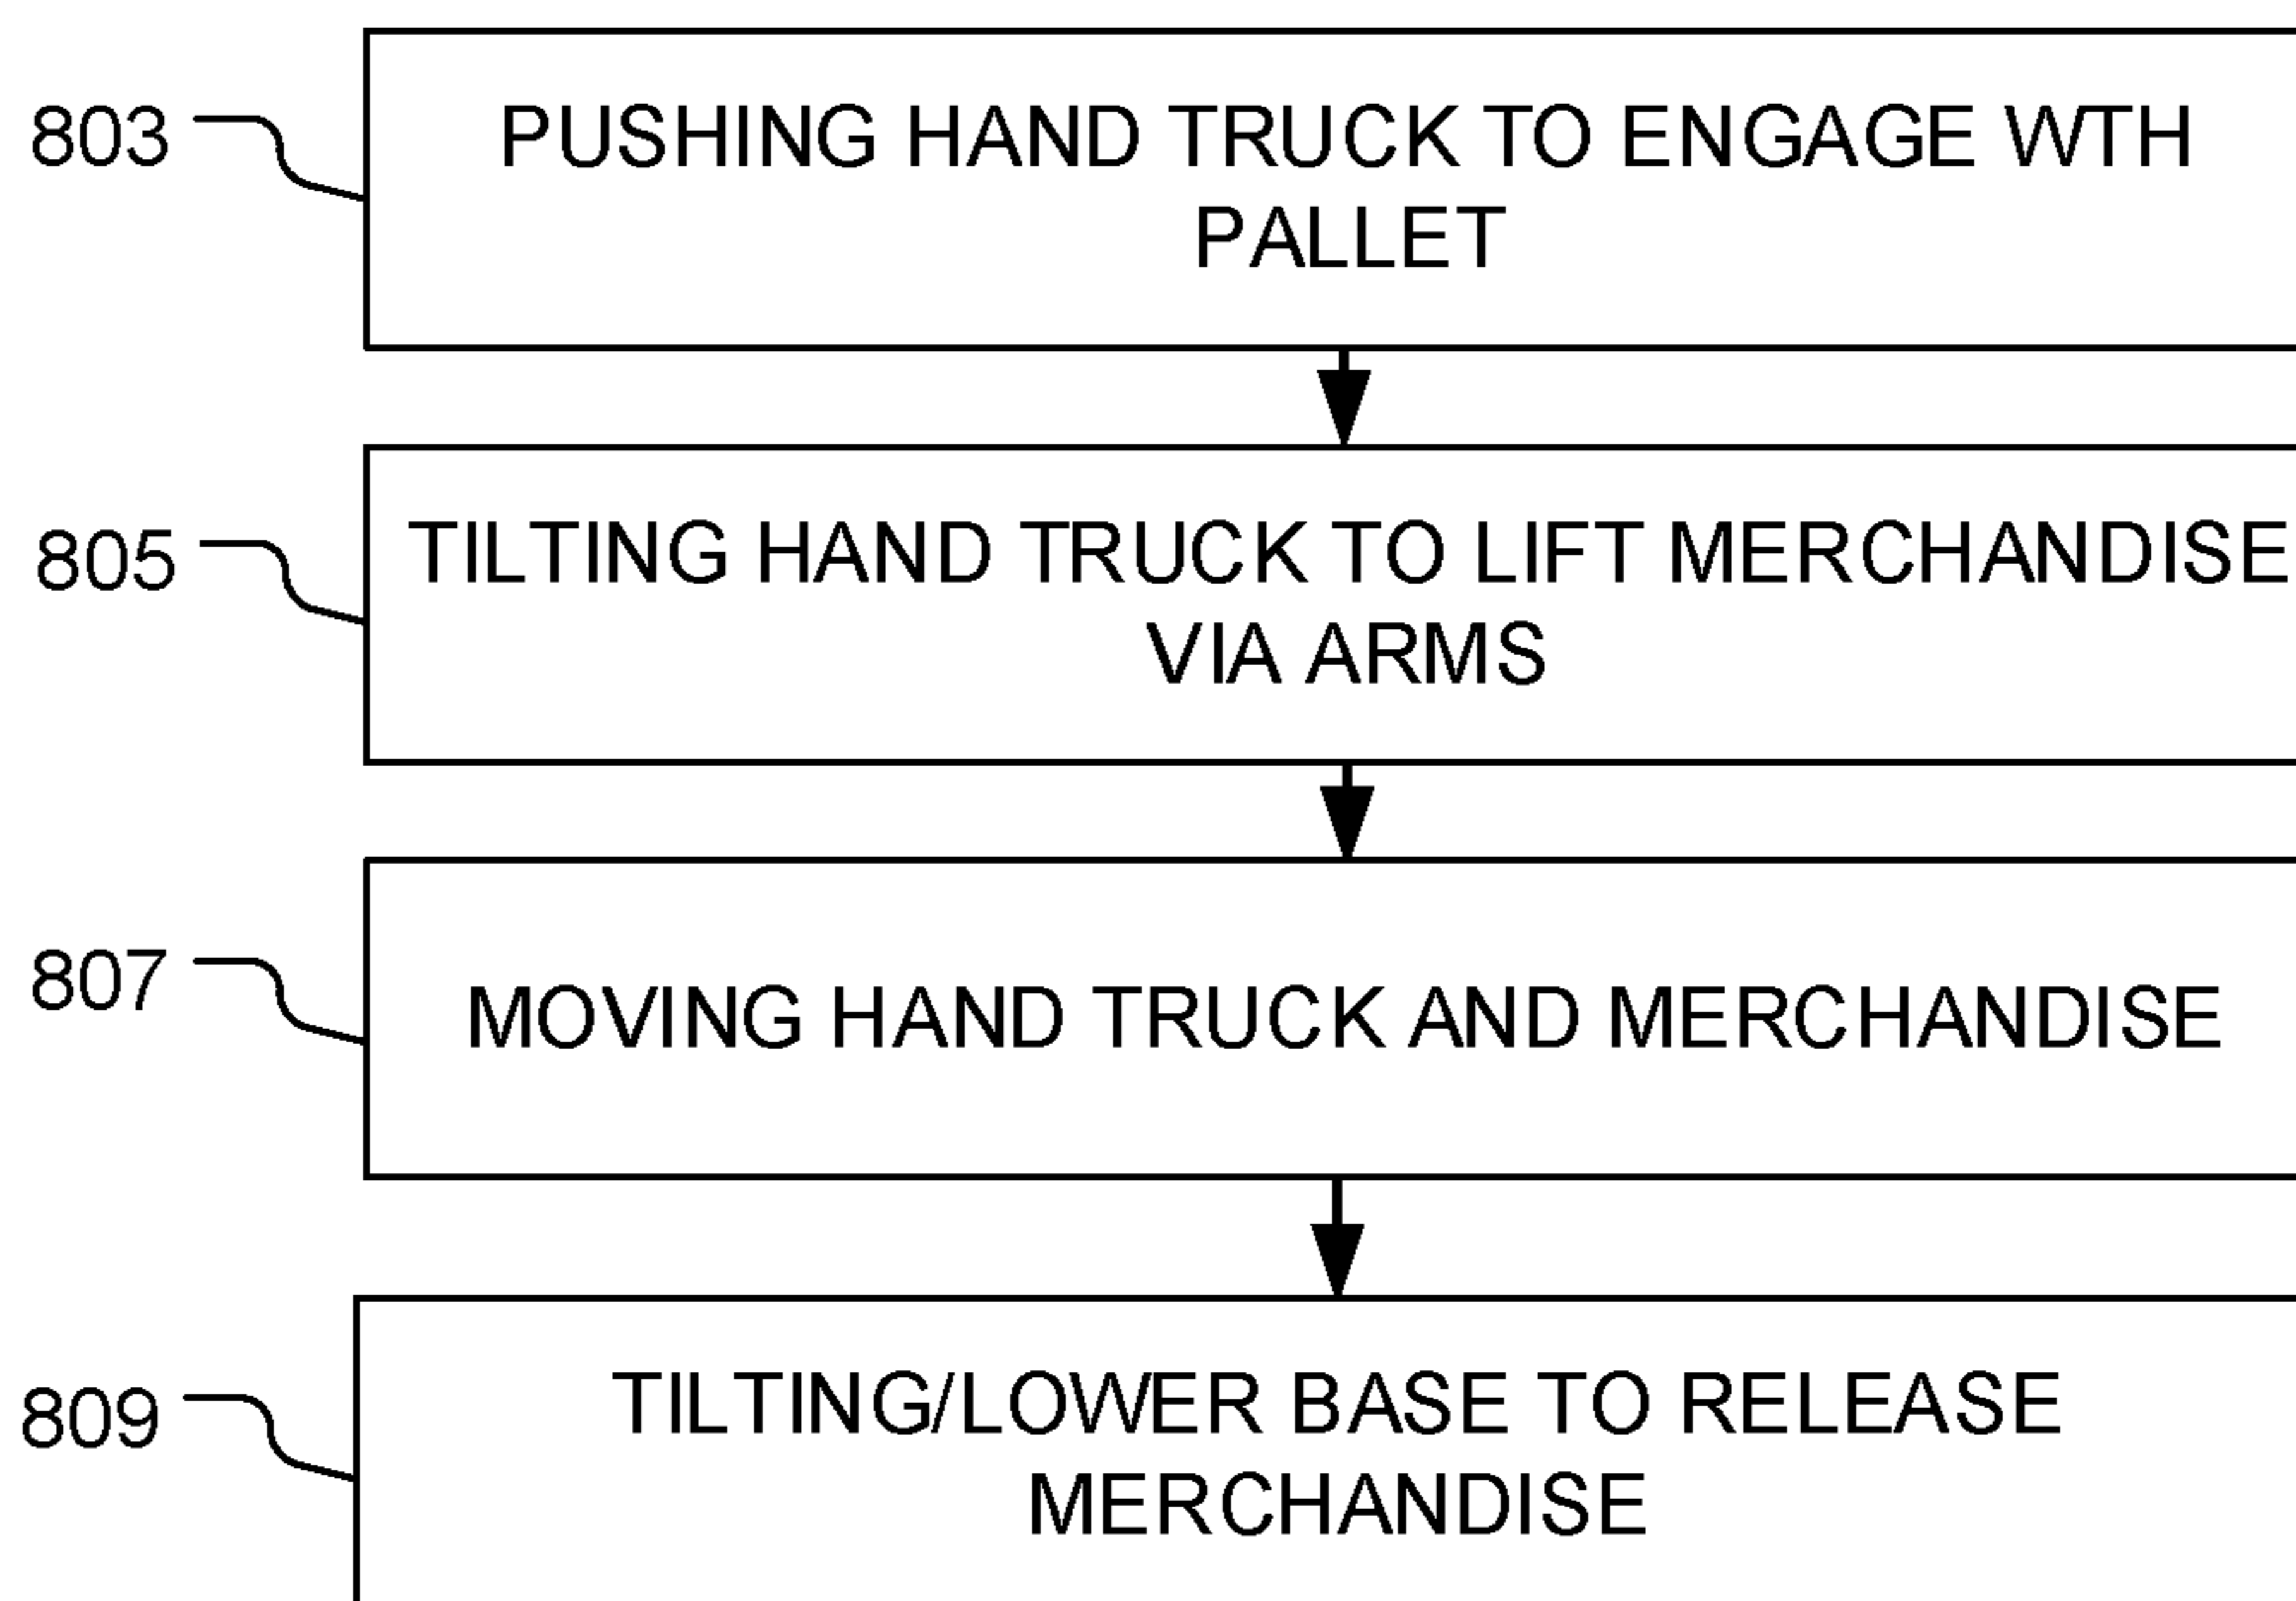 803
PUSHING HAND TRUCK TO ENGAGE WTH
PALLET
805
TILTING HAND TRUCK TO LIFT MERCHANDISE
VIA ARMS
807
MOVING HAND TRUCK AND MERCHANDISE
809
TILTING/LOWER BASE TO RELEASE
MERCHANDISE